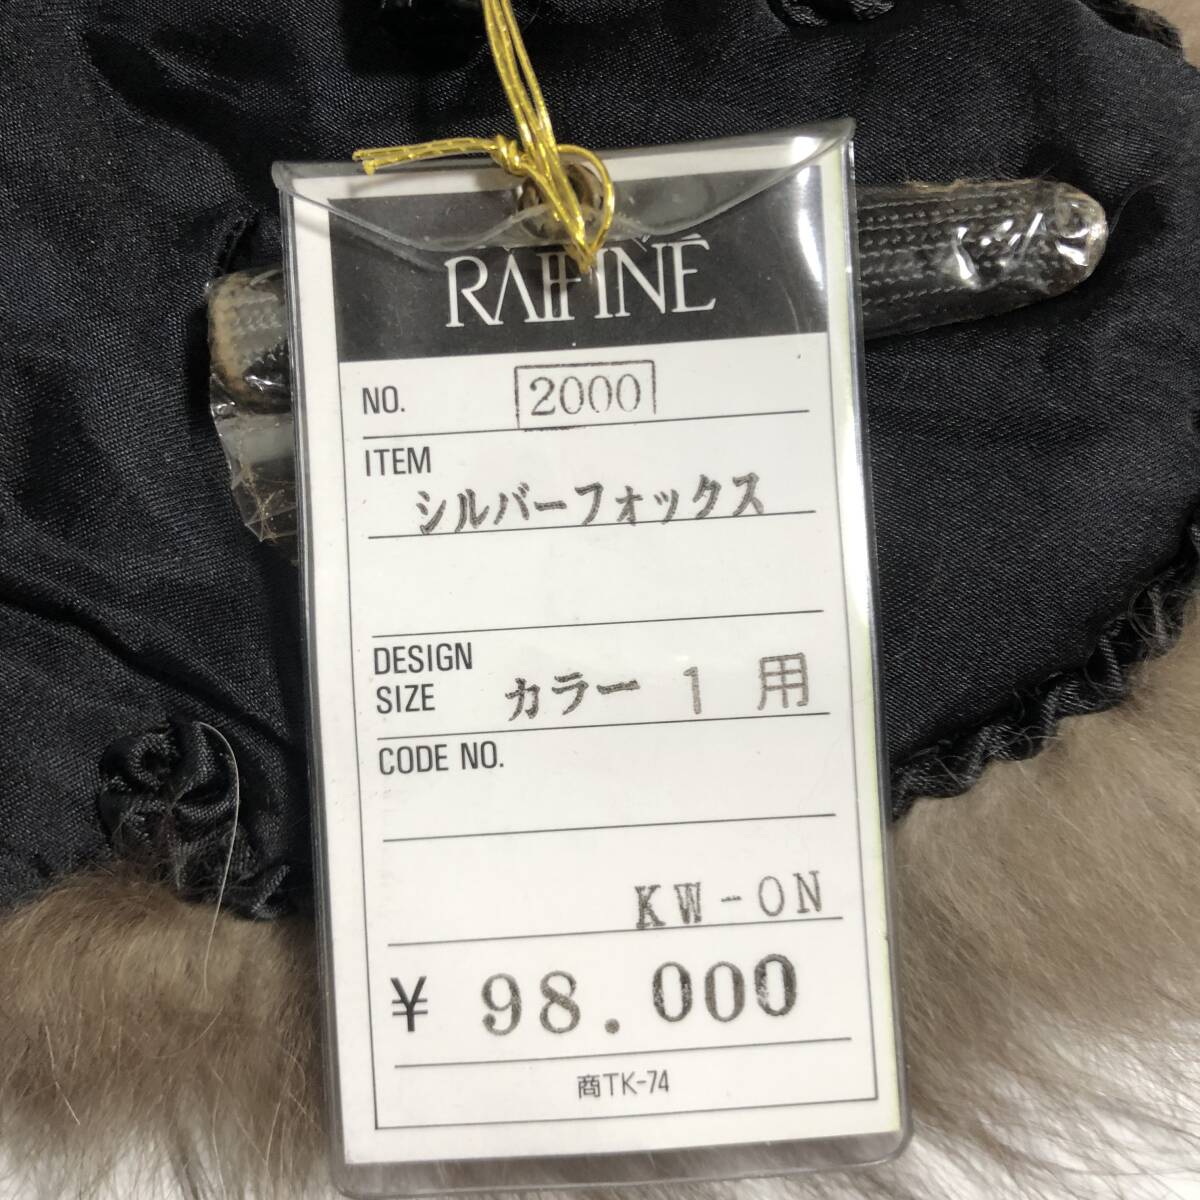 RAFFINÉ
NO. 2000
ITEM
シルバーフォックス
DESIGN
SIZE カラー 1 用
CODE NO.
KW-ON
¥ 98.000
商TK-74